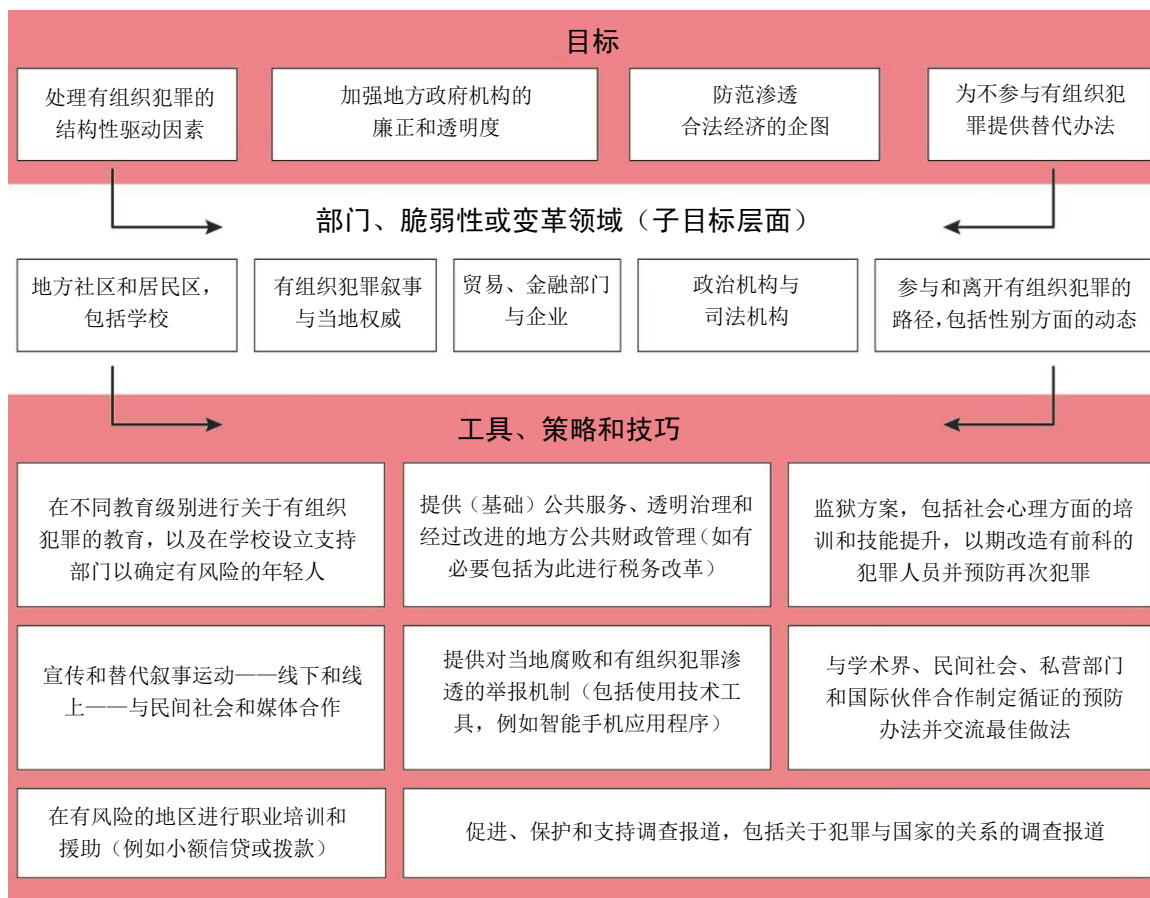 目标
处理有组织犯罪的
结构性驱动因素
加强地方政府机构的
廉正和透明度
防范渗透
合法经济的企图
为不参与有组织犯
罪提供替代办法
部门、脆弱性或变革领域（子目标层面）
地方社区和居民区，
包括学校
有组织犯罪叙事
与当地权威
贸易、金融部门
与企业
政治机构与
司法机构
参与和离开有组织犯罪的
路径，包括性别方面的动态
工具、策略和技巧
在不同教育级别进行关于有组织
犯罪的教育，以及在学校设立支持
部门以确定有风险的年轻人
提供（基础）公共服务、透明治理和
经过改进的地方公共财政管理（如有
必要包括为此进行税务改革）
监狱方案，包括社会心理方面的培
训和技能提升，以期改造有前科的
犯罪人员并预防再次犯罪
宣传和替代叙事运动——线下和线
上——与民间社会和媒体合作
提供对当地腐败和有组织犯罪渗
透的举报机制（包括使用技术工
具，例如智能手机应用程序）
与学术界、民间社会、私营部门
和国际伙伴合作制定循证的预防
办法并交流最佳做法
在有风险的地区进行职业培训和
援助（例如小额信贷或拨款）
促进、保护和支持调查报道，包括关于犯罪与国家的关系的调查报道